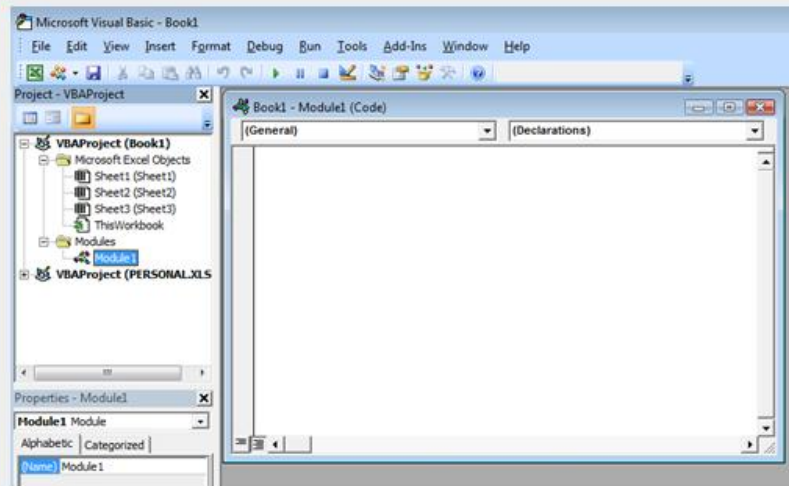 Microsoft Visual Basic - Book1
File Edit View Insert Format Debug Run Tools Add-Ins Window Help
Project - VBAProject
VBAProject (Book1)
Microsoft Excel Objects
Sheet1 (Sheet1)
Sheet2 (Sheet2)
Sheet3 (Sheet3)
ThisWorkbook
Modules
Module1
VBAProject (PERSONAL.XLS
Properties - Module1
Module1 Module
Alphabetic Categorized
(Name) Module1
Book1 - Module1 (Code)
(General) (Declarations)